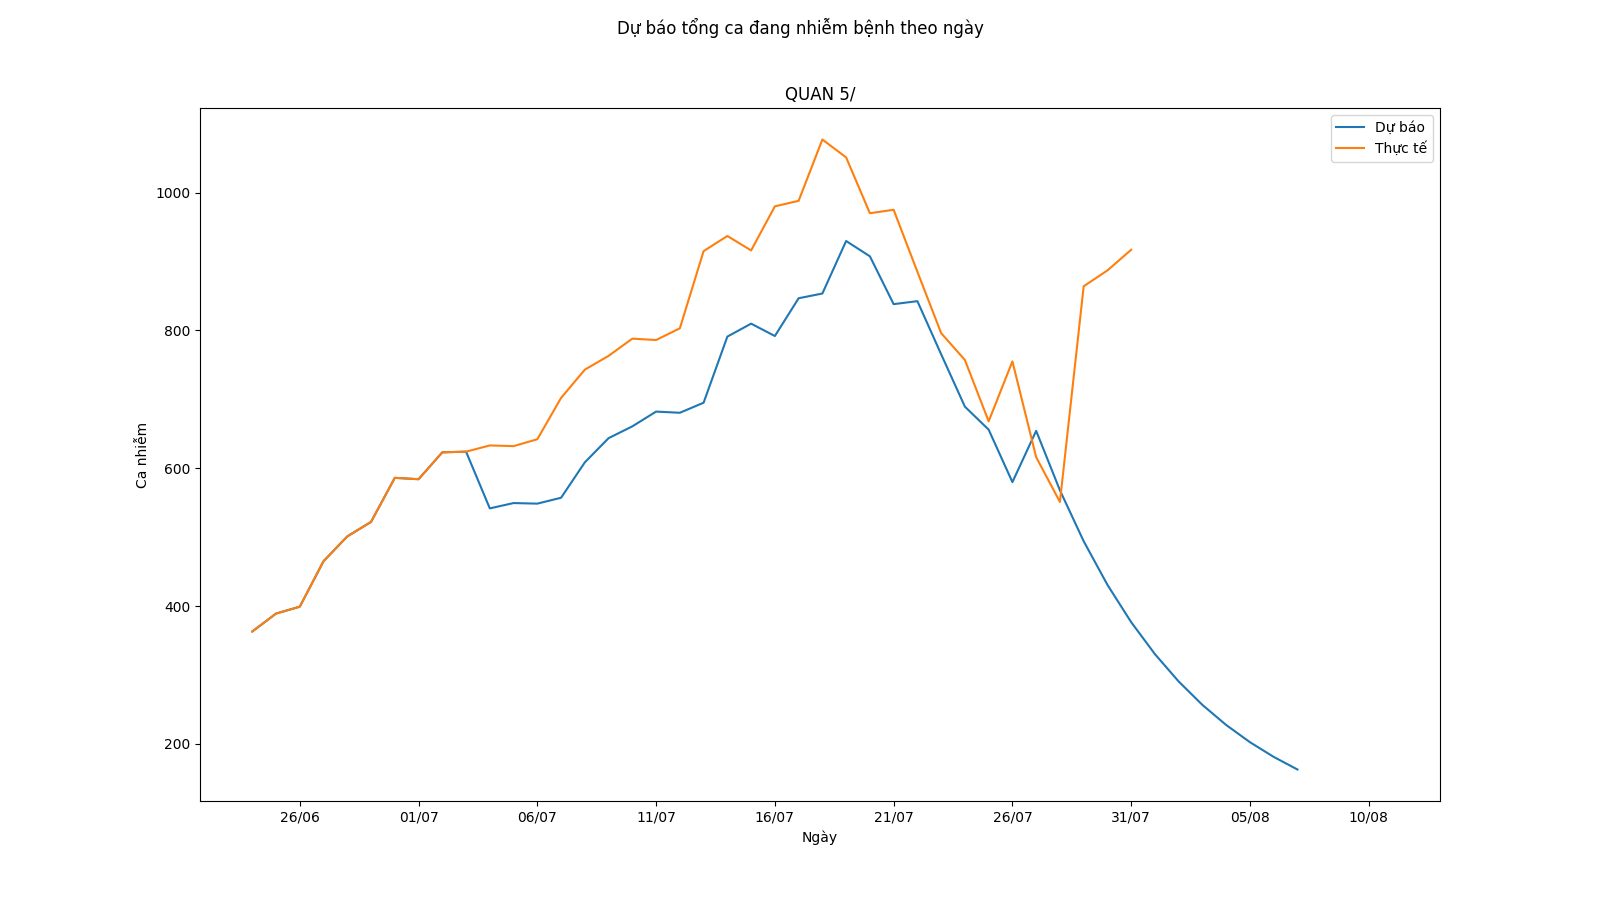 Dự báo tổng ca đang nhiễm bệnh theo ngày
QUAN 5/
Dự báo
Thực tế
1000
800
600
400
200
Ca nhiễm
26/06
01/07
06/07
11/07
16/07
21/07
26/07
31/07
05/08
10/08
Ngày